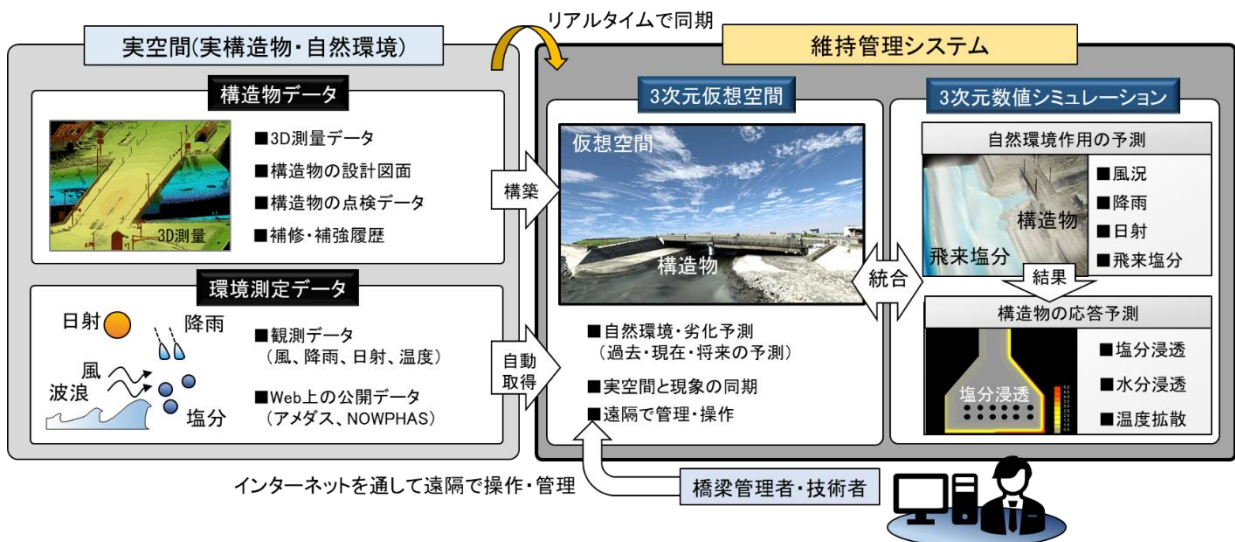 リアルタイムで同期
実空間(実構造物・自然環境)
構造物データ
3D測量
■3D測量データ
■構造物の設計図面
■構造物の点検データ
■補修・補強履歴
構築
環境測定データ
日射
降雨
風
波浪
塩分
■観測データ
(風、降雨、日射、温度)
■Web上の公開データ
(アメダス、NOWPHAS)
自動
取得
維持管理システム
3次元仮想空間
仮想空間
構造物
■自然環境・劣化予測
(過去・現在・将来の予測)
■実空間と現象の同期
■遠隔で管理・操作
統合
3次元数値シミュレーション
自然環境作用の予測
構造物
飛来塩分
■風況
■降雨
■日射
■飛来塩分
結果
構造物の応答予測
塩分浸透
■塩分浸透
■水分浸透
■温度拡散
インターネットを通して遠隔で操作・管理
橋梁管理者・技術者